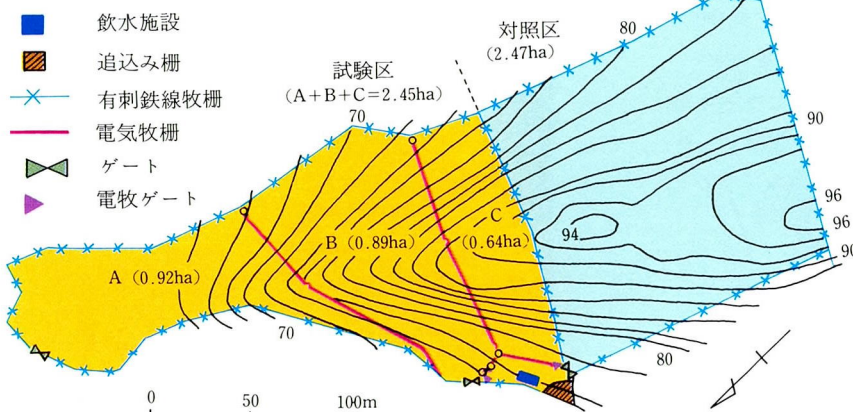 飲水施設
追込み柵
有刺鉄線牧柵
電気牧柵
ゲート
電牧ゲート
試験区
(A+B+C=2.45ha)
対照区
(2.47ha)
80
70
90
96
96
90
94
C
(0.64ha)
B (0.89ha)
A (0.92ha)
70
80
0 50 100m